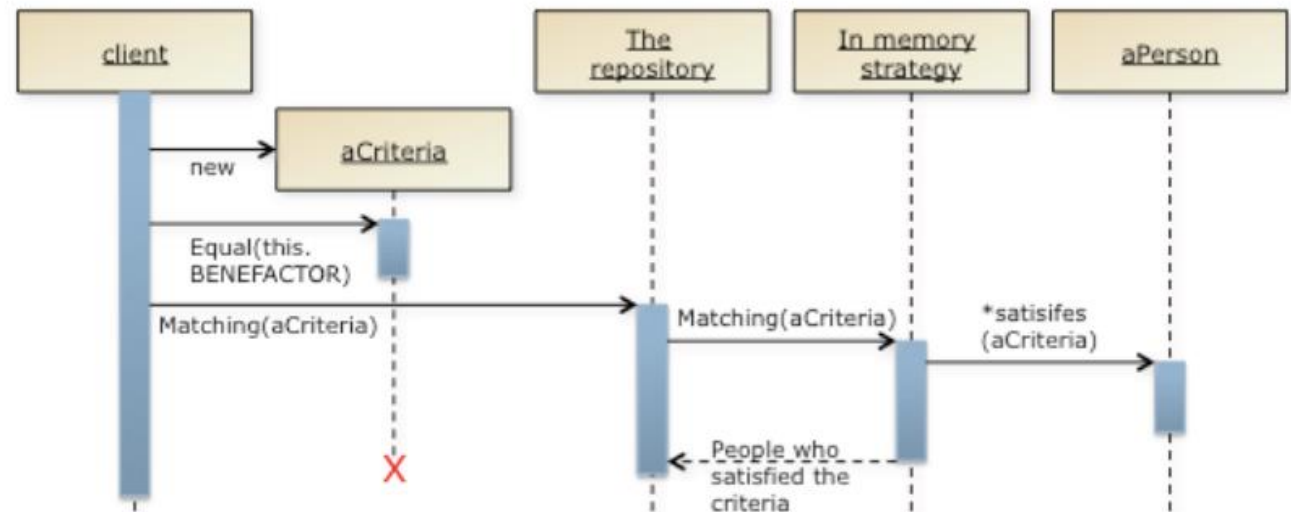 client
The
repository
In memory
strategy
aPerson
aCriteria
new
Equal(this.
BENEFACTOR)
Matching(aCriteria)
Matching(aCriteria)
*satisifes
(aCriteria)
People who
satisfied the
criteria
X